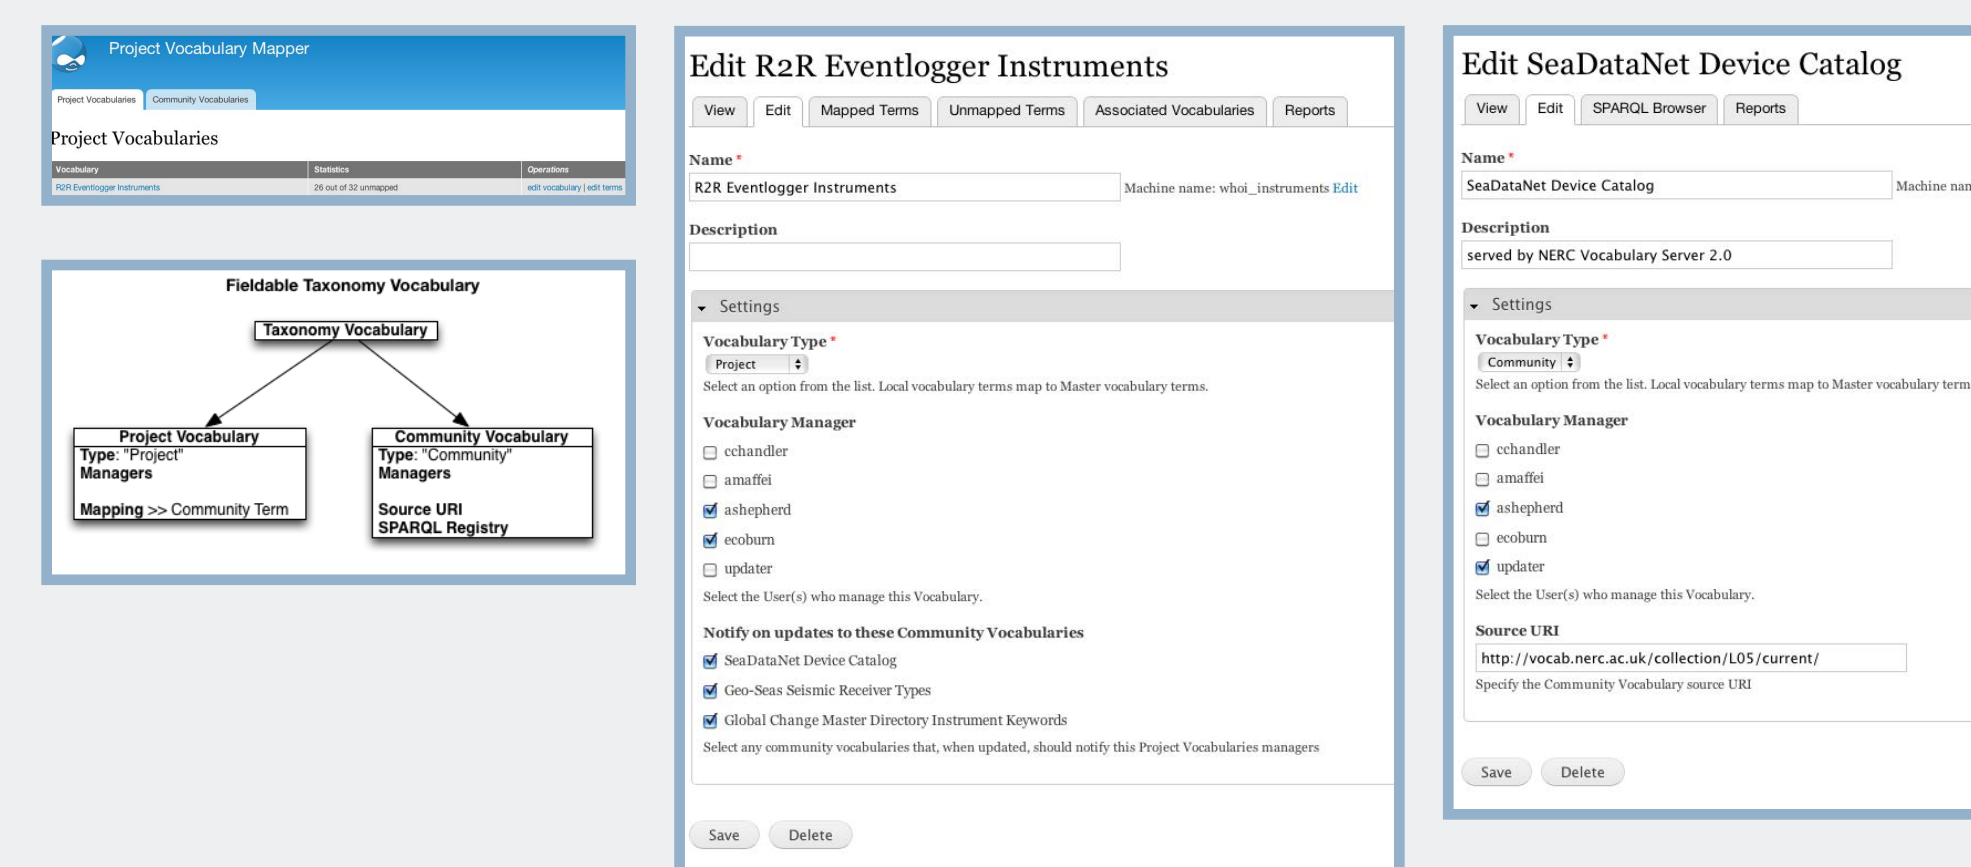 Project Vocabulary Mapper
Project Vocabularies Community Vocabularies
Project Vocabularies
Vocabulary Statistics Operations
R2R Eventlogger Instruments 26 out of 32 unmapped edit vocabulary | edit terms
Fieldable Taxonomy Vocabulary
Taxonomy Vocabulary
Project Vocabulary
Type: "Project"
Managers
Mapping >> Community Term
Community Vocabulary
Type: "Community"
Managers
Source URI
SPARQL Registry
Edit R2R Eventlogger Instruments
View Edit Mapped Terms Unmapped Terms Associated Vocabularies Reports
Name *
R2R Eventlogger Instruments Machine name: whoi_instruments Edit
Description
Settings
Vocabulary Type *
Project
Select an option from the list. Local vocabulary terms map to Master vocabulary terms.
Vocabulary Manager
cchandler
amaffei
ashepherd
ecoburn
updater
Select the User(s) who manage this Vocabulary.
Notify on updates to these Community Vocabularies
SeaDataNet Device Catalog
Geo-Seas Seismic Receiver Types
Global Change Master Directory Instrument Keywords
Select any community vocabularies that, when updated, should notify this Project Vocabularies managers
Save Delete
Edit SeaDataNet Device Catalog
View Edit SPARQL Browser Reports
Name *
SeaDataNet Device Catalog Machine nan
Description
served by NERC Vocabulary Server 2.0
Settings
Vocabulary Type *
Community
Select an option from the list. Local vocabulary terms map to Master vocabulary term
Vocabulary Manager
cchandler
amaffei
ashepherd
ecoburn
updater
Select the User(s) who manage this Vocabulary.
Source URI
http://vocab.nerc.ac.uk/collection/L05/current/
Specify the Community Vocabulary source URI
Save Delete